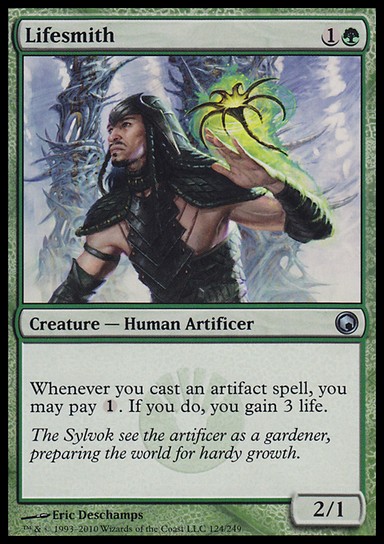 Lifesmith 1
Creature — Human Artificer
Whenever you cast an artifact spell, you
may pay 1. If you do, you gain 3 life.
The Sylvok see the artificer as a gardener,
preparing the world for hardy growth.
Eric Deschamps
2/1
™ & © 1993–2010 Wizards of the Coast LLC 124/249